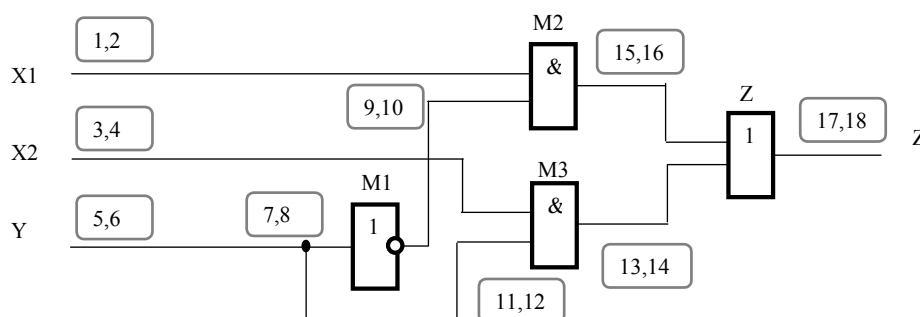 M2
1,2
15,16
X1
&
Z
9,10
17,18
3,4
1
Z
X2
M3
M1
&
5,6
7,8
Y
1
13,14
11,12